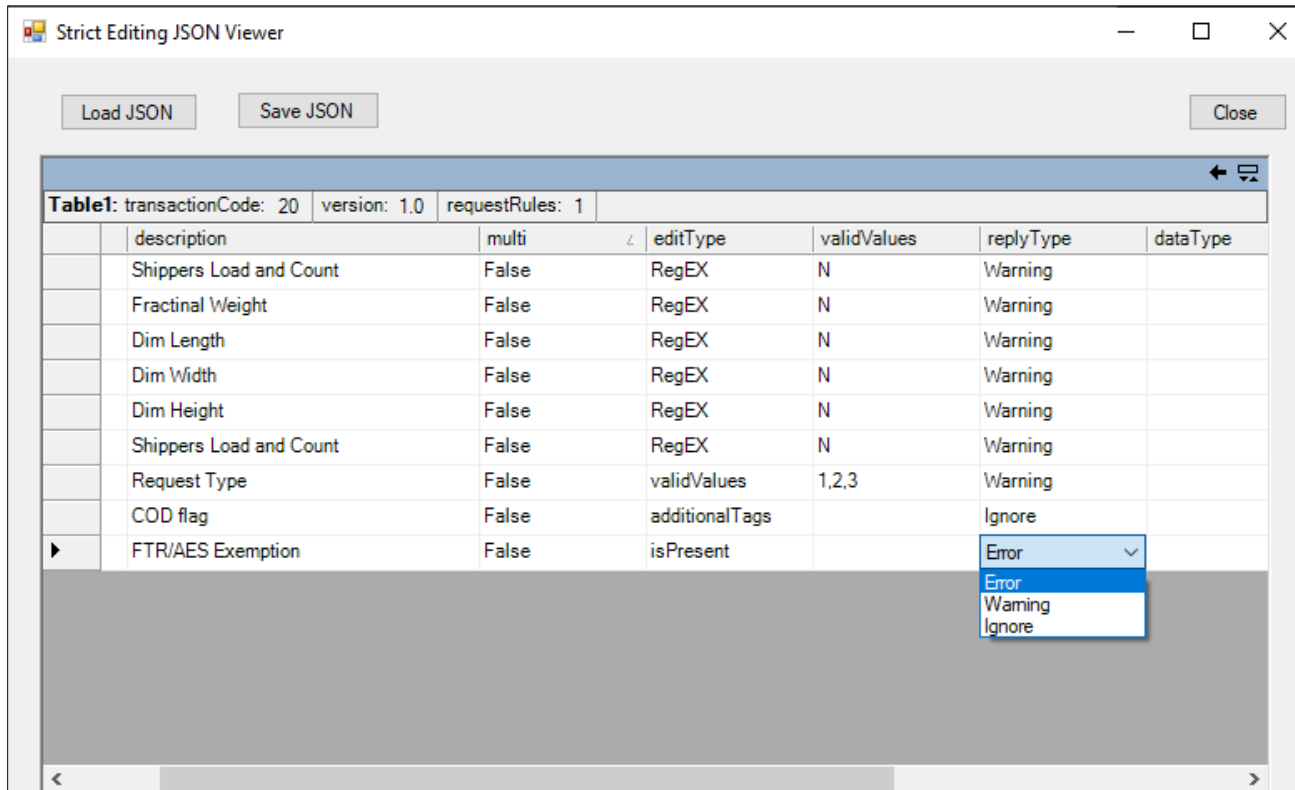 Strict Editing JSON Viewer
Load JSON Save JSON Close
Table1: transactionCode: 20 version: 1.0 requestRules: 1
description multi editType validValues replyType dataType
Shippers Load and Count False RegEX N Warning
Fractinal Weight False RegEX N Warning
Dim Length False RegEX N Warning
Dim Width False RegEX N Warning
Dim Height False RegEX N Warning
Shippers Load and Count False RegEX N Warning
Request Type False validValues 1,2,3 Warning
COD flag False additionalTags Ignore
FTR/AES Exemption False isPresent Error
Error
Warning
Ignore